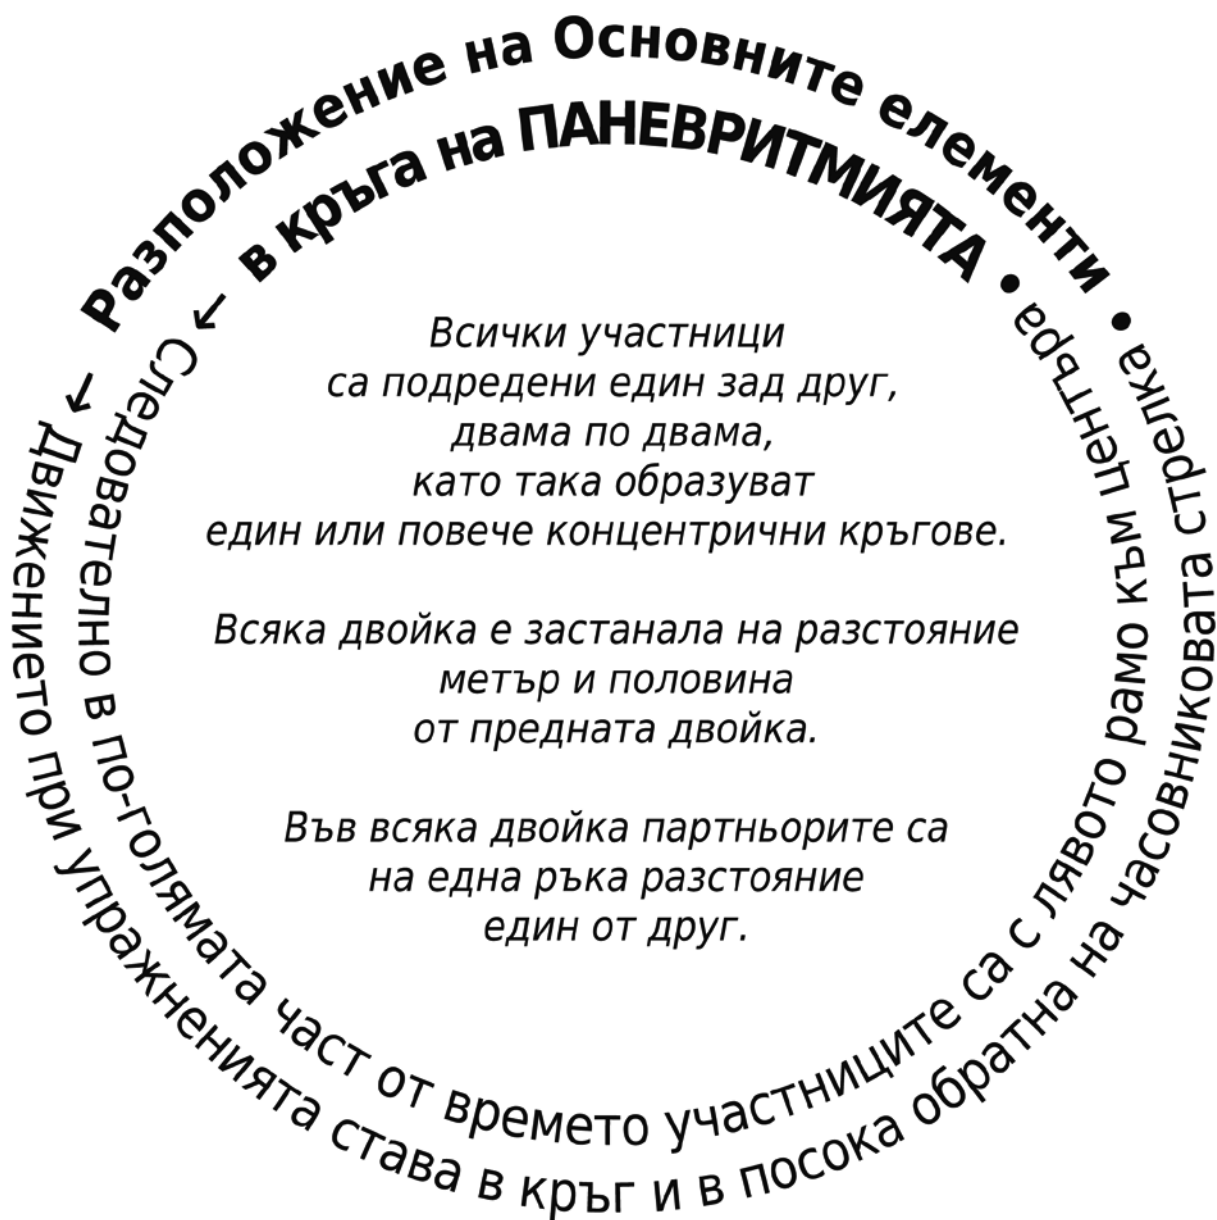 Разположение на Основните елементи •
в кръга на ПАНЕВРИТМИЯТА •
← Движението при упражненията става в кръг и в посока обратна на часовниковата стрелка
← Следователно в по-голямата част от времето участниците са с лявото рамо към центъра
Всички участници
са подредени един зад друг,
двама по двама,
като така образуват
един или повече концентрични кръгове.
Всяка двойка е застанала на разстояние
метър и половина
от предната двойка.
Във всяка двойка партньорите са
на една ръка разстояние
един от друг.